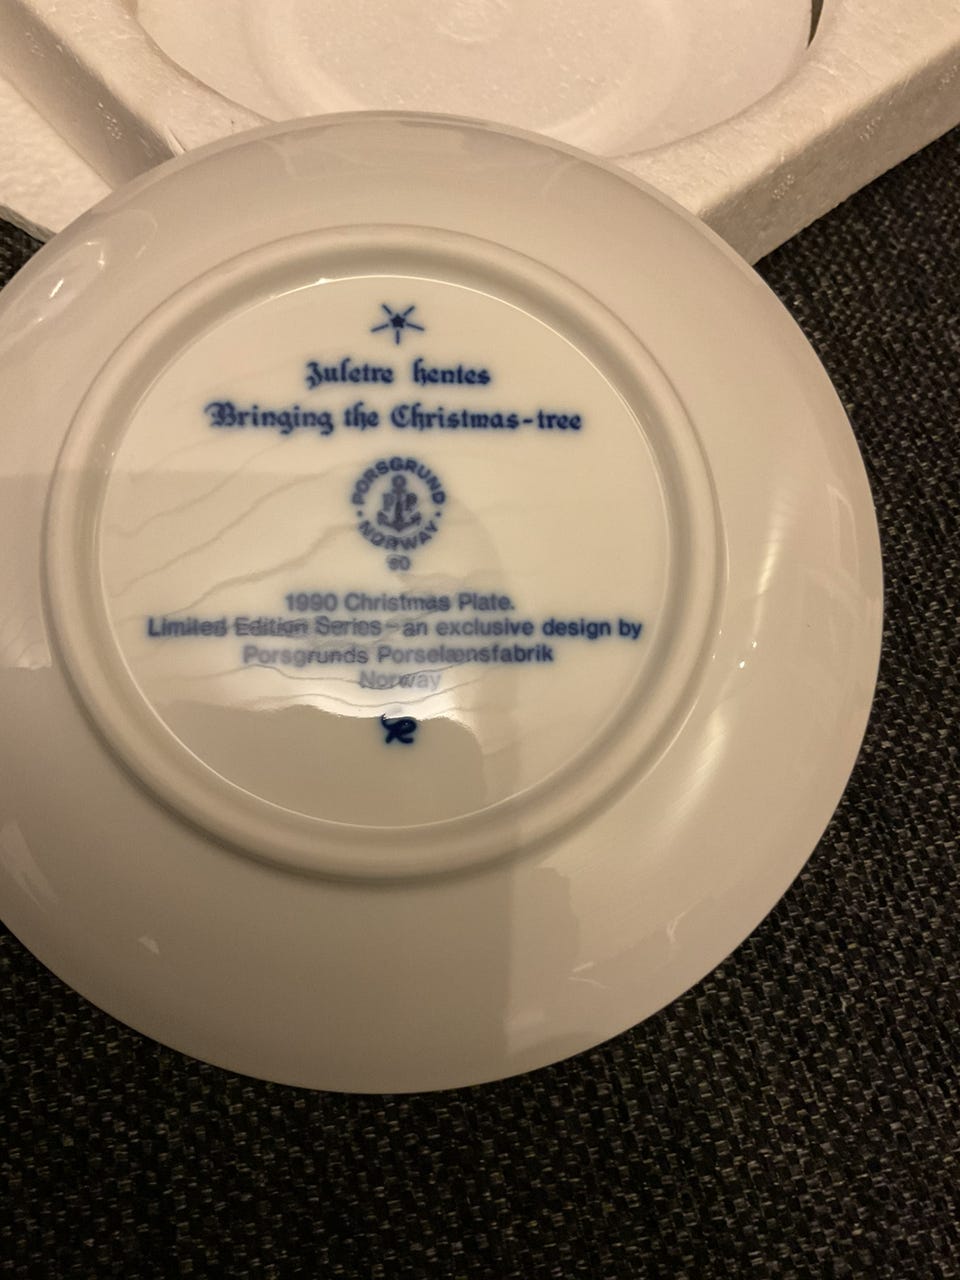 Juletre hentes
Bringing the Christmas-tree
PORSGRUND
PP
NORWAY
90
1990 Christmas Plate.
Limited Edition Series-an exclusive design by
Porsgrunds Porselænsfabrik
Norway